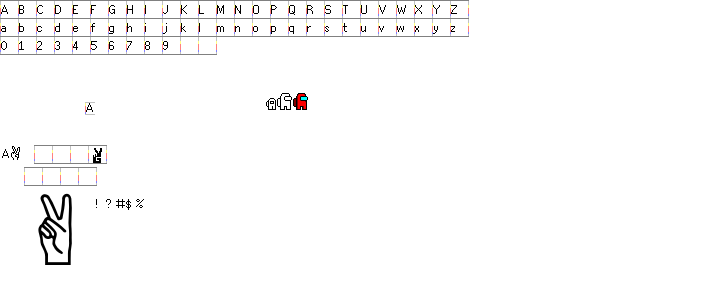 A B C D E F G H I J K L M N O P Q R S T U V W X Y Z
a b c d e f g h i j k l m n o p q r s t u v w x y z
0 1 2 3 4 5 6 7 8 9
A
A
! ? # $ %